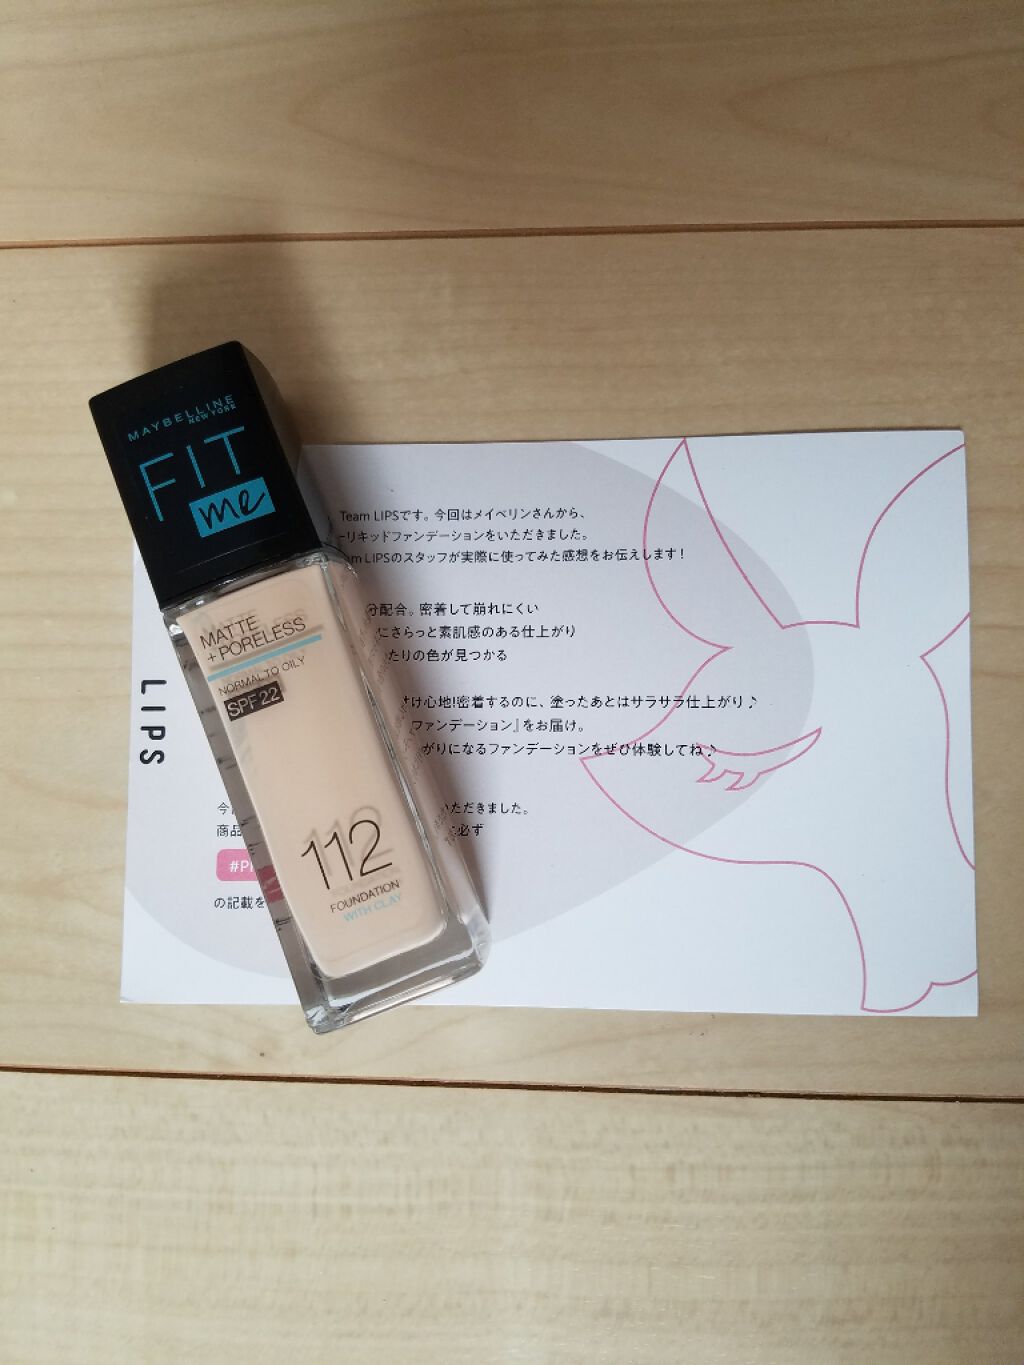 MAYBELLINE
NEW YORK
FIT
me
MATTE
+ PORELESS
NORMAL TO OILY
SPF 22
112
FOUNDATION
WITH CLAY
LIPS
Team LIPSです。今回はメイベリンさんから、
リキッドファンデーションをいただきました。
am LIPSのスタッフが実際に使ってみた感想をお伝えします！
分配合。密着して崩れにくい
にさらっと素肌感のある仕上がり
たりの色が見つかる
け心地!密着するのに、塗ったあとはサラサラ仕上がり♪
ファンデーション』をお届け。
がりになるファンデーションをぜひ体験してね♪
今
いただきました。
商品
必ず
#P
の記載を